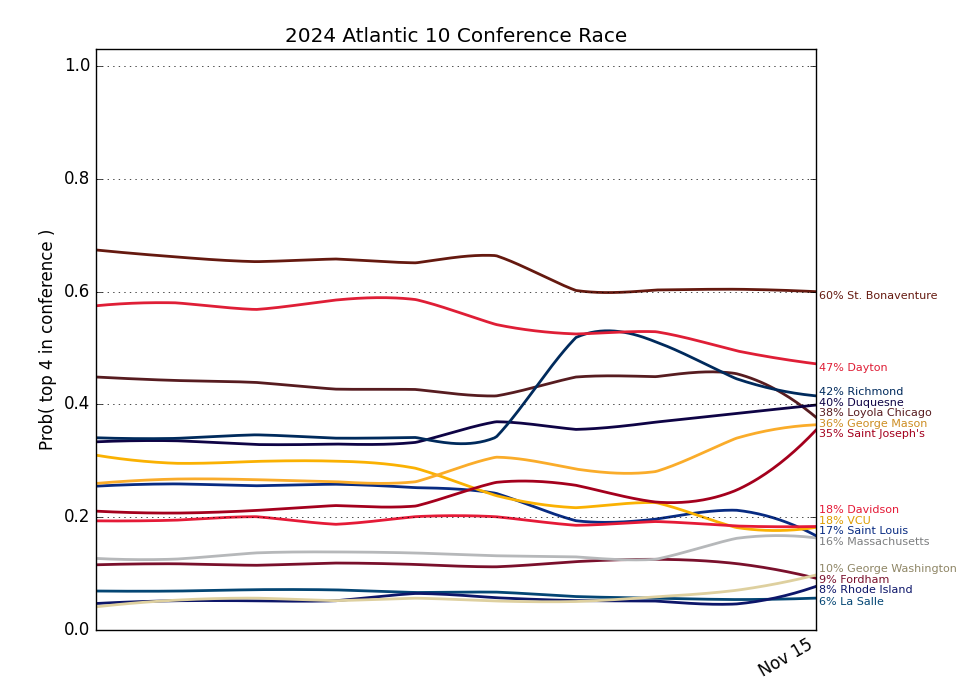 2024 Atlantic 10 Conference Race
1.0
0.8
0.6
0.4
0.2
0.0
Prob( top 4 in conference )
60% St. Bonaventure
47% Dayton
42% Richmond
40% Duquesne
38% Loyola Chicago
36% George Mason
35% Saint Joseph's
18% Davidson
18% VCU
17% Saint Louis
16% Massachusetts
10% George Washington
9% Fordham
8% Rhode Island
6% La Salle
Nov 15